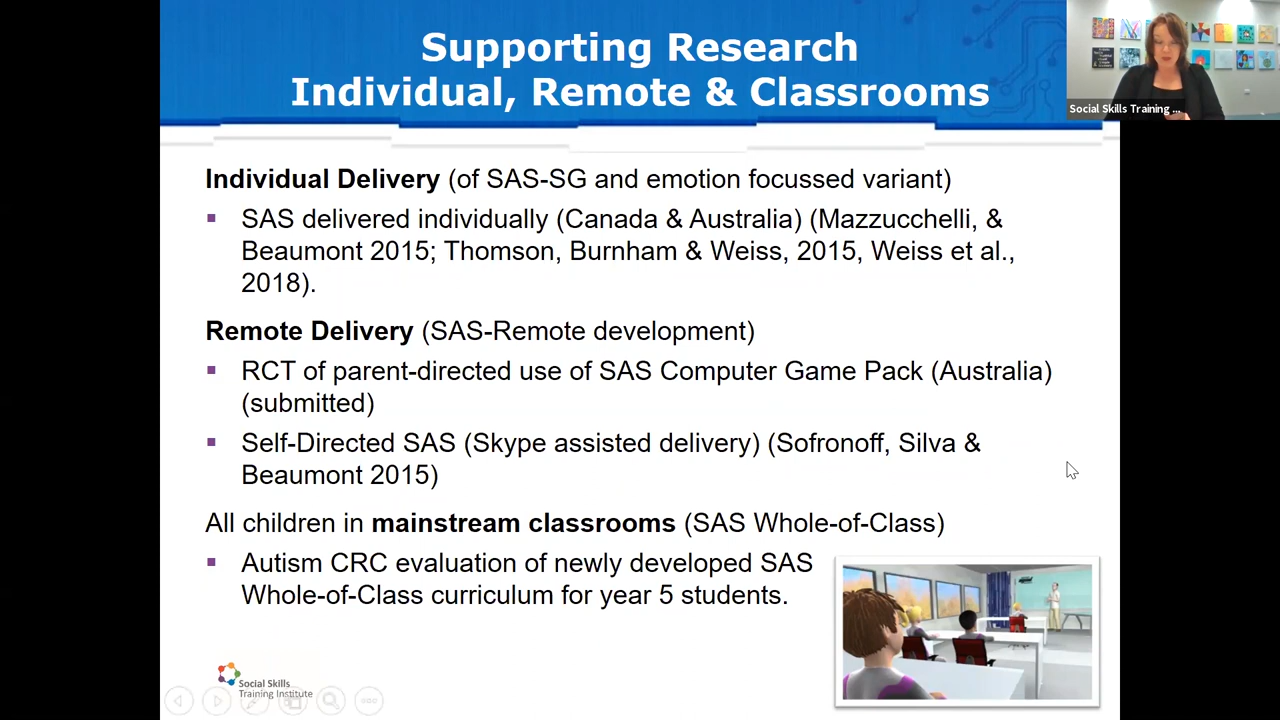 Supporting Research
Individual, Remote & Classrooms
Social Skills Training ...
Individual Delivery (of SAS-SG and emotion focussed variant)
SAS delivered individually (Canada & Australia) (Mazzucchelli, &
Beaumont 2015; Thomson, Burnham & Weiss, 2015, Weiss et al.,
2018).
Remote Delivery (SAS-Remote development)
RCT of parent-directed use of SAS Computer Game Pack (Australia)
(submitted)
Self-Directed SAS (Skype assisted delivery) (Sofronoff, Silva &
Beaumont 2015)
All children in mainstream classrooms (SAS Whole-of-Class)
Autism CRC evaluation of newly developed SAS
Whole-of-Class curriculum for year 5 students.
Social Skills
Training Institute